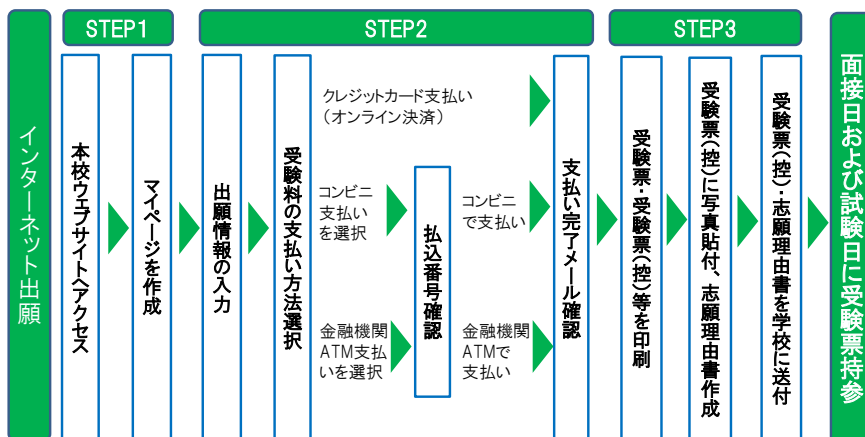 STEP1
STEP2
STEP3
インターネット出願
本校ウェブサイトへアクセス
マイページを作成
出願情報の入力
受験料の支払い方法選択
クレジットカード支払い
（オンライン決済）
コンビニ
支払い
を選択
金融機関
ATM支払
いを選択
払込番号確認
コンビニ
で支払い
金融機関
ATMで
支払い
支払い完了メール確認
受験票・受験票(控)等を印刷
受験票(控)に写真貼付、志願理由書作成
受験票(控)・志願理由書を学校に送付
面接日および試験日に受験票持参